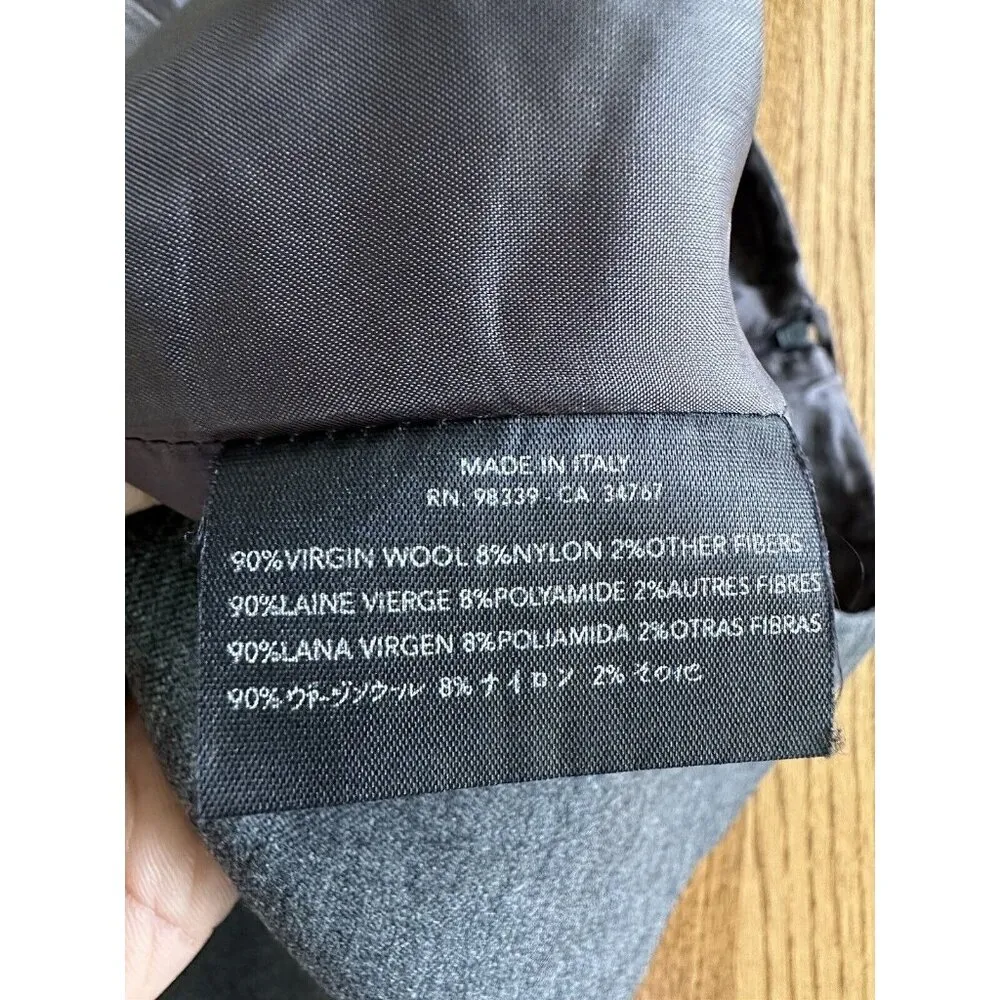 MADE IN ITALY
RN. 98339 - CA 34767
90%VIRGIN WOOL 8%NYLON 2%OTHER FIBERS
90%LAINE VIERGE 8%POLYAMIDE 2%AUTRES FIBRES
90%LANA VIRGEN 8%POLIAMIDA 2%OTRAS FIBRAS
90%ヴァージンウール 8%ナイロン 2%その他